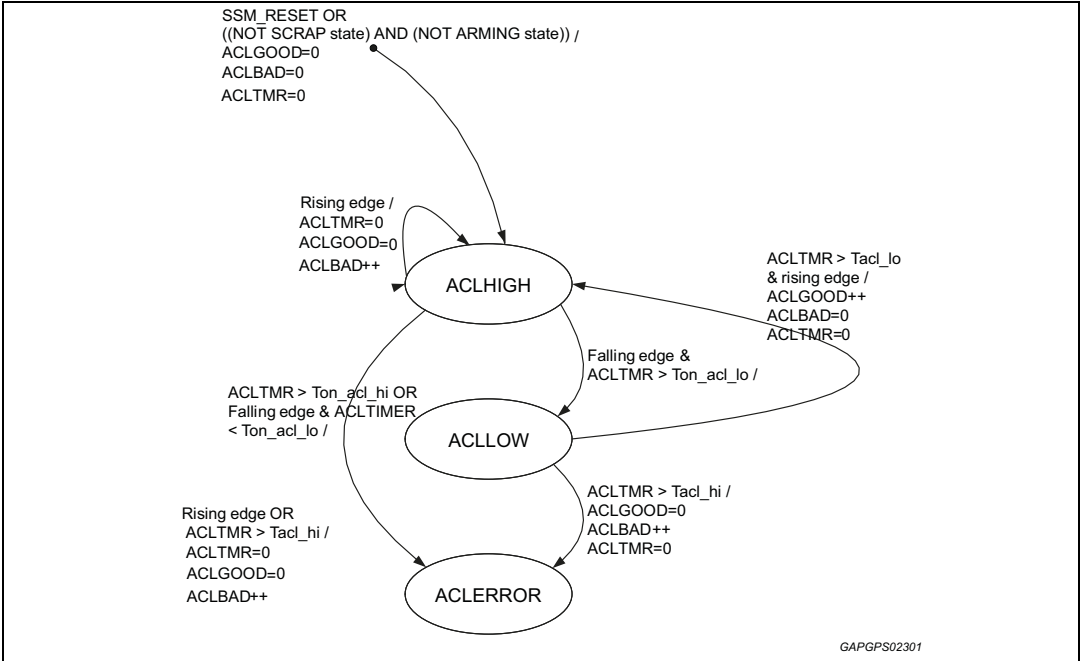 SSM_RESET OR
((NOT SCRAP state) AND (NOT ARMING state)) /
ACLGOOD=0
ACLBAD=0
ACLTMR=0
Rising edge /
ACLTMR=0
ACLGOOD=0
ACLBAD++
ACLHIGH
ACLTMR > Tacl_lo
& rising edge /
ACLGOOD++
ACLBAD=0
ACLTMR=0
Falling edge &
ACLTMR > Ton_acl_lo /
ACLTMR > Ton_acl_hi OR
Falling edge & ACLTIMER
< Ton_acl_lo /
ACLLOW
ACLTMR > Tacl_hi /
ACLGOOD=0
ACLBAD++
ACLTMR=0
Rising edge OR
ACLTMR > Tacl_hi /
ACLTMR=0
ACLGOOD=0
ACLBAD++
ACLERROR
GAPGPS02301